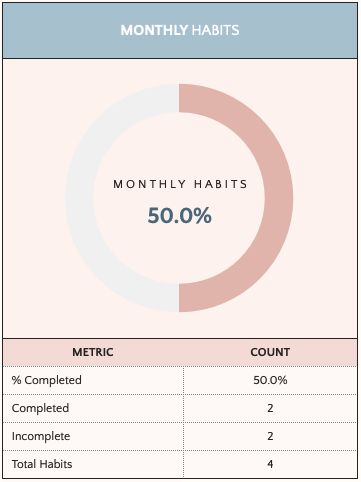 MONTHLY HABITS
MONTHLY HABITS
50.0%
METRIC COUNT
% Completed 50.0%
Completed 2
Incomplete 2
Total Habits 4